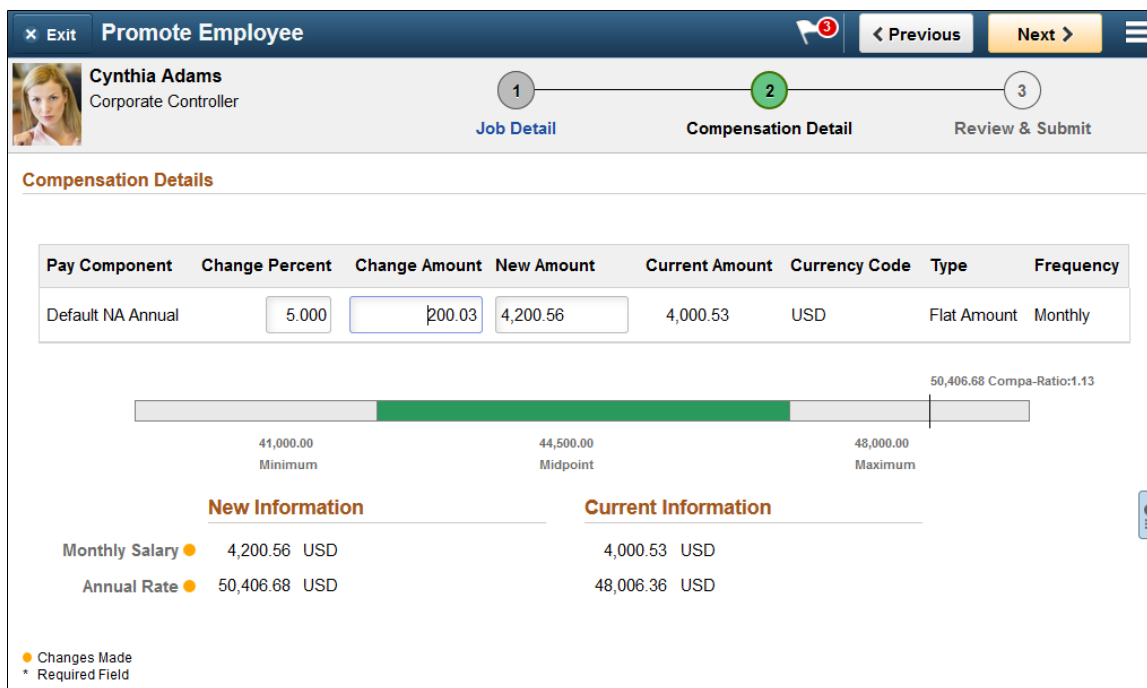 × Exit Promote Employee 3 Previous Next
Cynthia Adams
Corporate Controller
1 2 3
Job Detail Compensation Detail Review & Submit
Compensation Details
Pay Component Change Percent Change Amount New Amount Current Amount Currency Code Type Frequency
Default NA Annual 5.000 200.03 4,200.56 4,000.53 USD Flat Amount Monthly
50,406.68 Compa-Ratio:1.13
41,000.00 44,500.00 48,000.00
Minimum Midpoint Maximum
New Information Current Information
Monthly Salary 4,200.56 USD 4,000.53 USD
Annual Rate 50,406.68 USD 48,006.36 USD
Changes Made
* Required Field